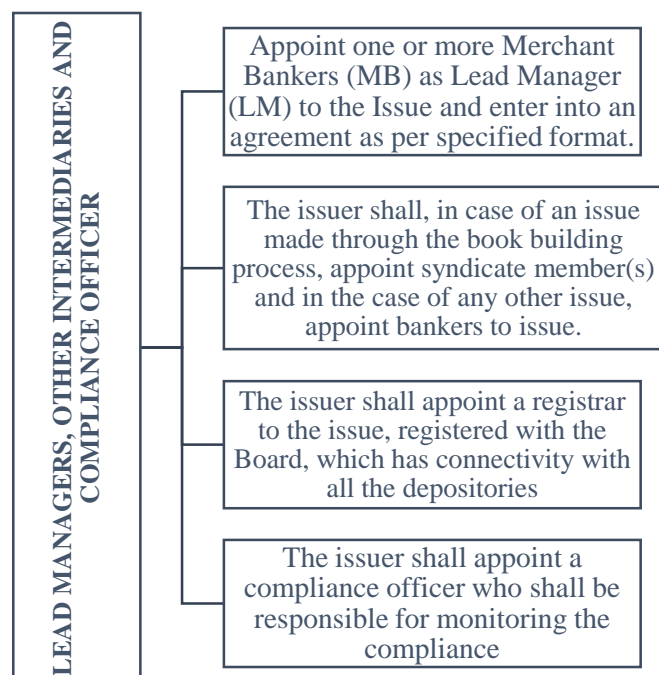 LEAD MANAGERS, OTHER INTERMEDIARIES AND
COMPLIANCE OFFICER
Appoint one or more Merchant
Bankers (MB) as Lead Manager
(LM) to the Issue and enter into an
agreement as per specified format.
The issuer shall, in case of an issue
made through the book building
process, appoint syndicate member(s)
and in the case of any other issue,
appoint bankers to issue.
The issuer shall appoint a registrar
to the issue, registered with the
Board, which has connectivity with
all the depositories
The issuer shall appoint a
compliance officer who shall be
responsible for monitoring the
compliance